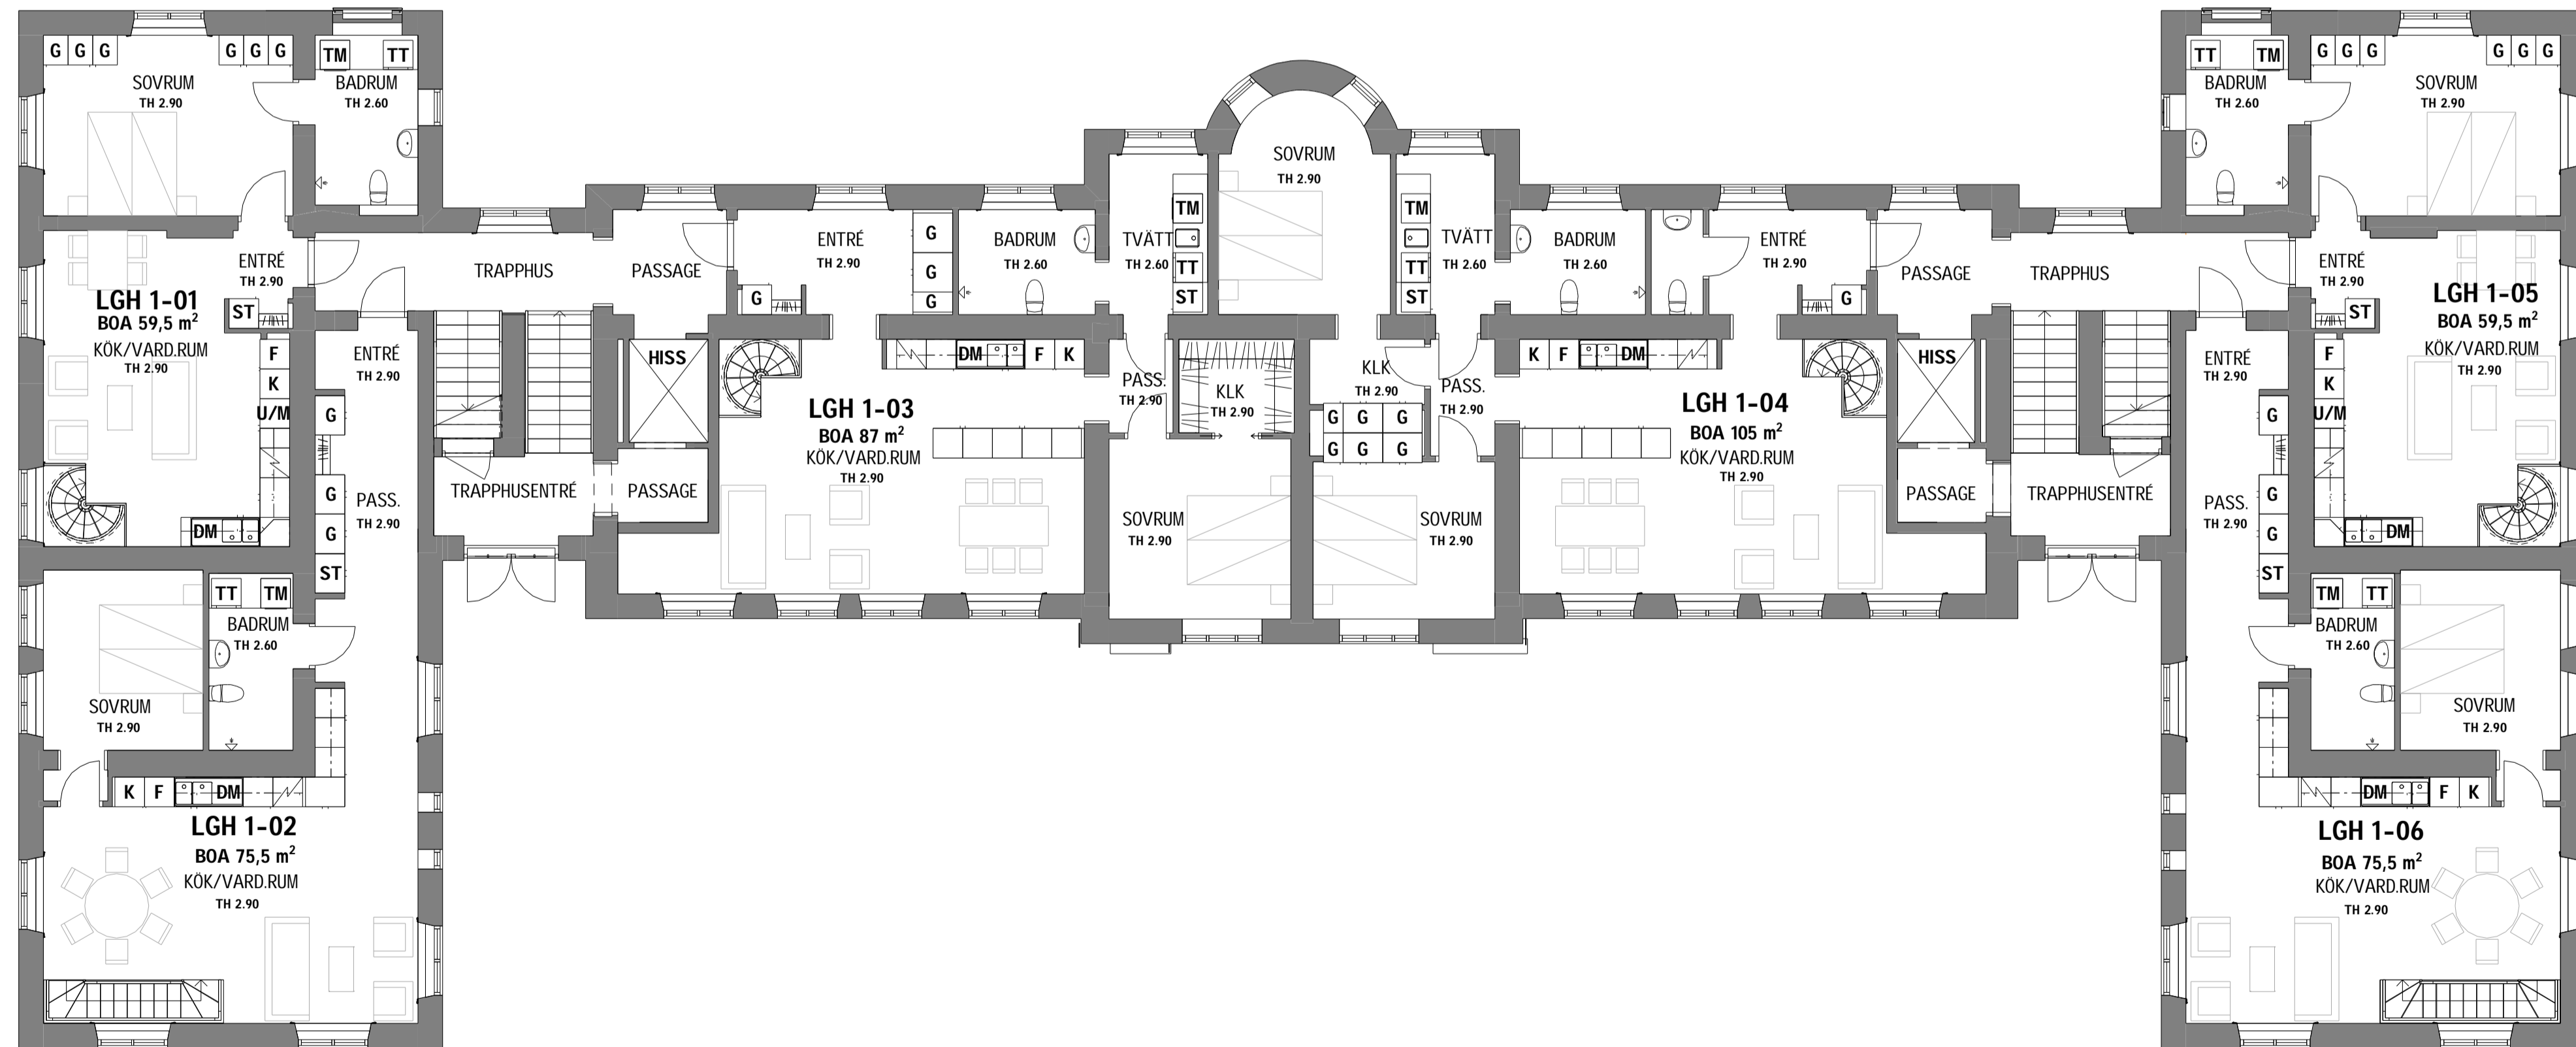 G G G
G G G
SOVRUM
TH 2.90
TM
TT
BADRUM
TH 2.60
ENTRÉ
TH 2.90
ST
LGH 1-01
BOA 59,5 m²
KÖK/VARD.RUM
TH 2.90
F
K
U/M
DM
ENTRÉ
TH 2.90
G
G
G
ST
PASS.
TH 2.90
TT
TM
BADRUM
TH 2.60
SOVRUM
TH 2.90
K F DM
LGH 1-02
BOA 75,5 m²
KÖK/VARD.RUM
TH 2.90
TRAPPHUS
PASSAGE
HISS
TRAPPHUSENTRÉ
PASSAGE
ENTRÉ
TH 2.90
G
G
G
G
BADRUM
TH 2.60
TVÄTT
TH 2.60
TM
TT
ST
DM F K
LGH 1-03
BOA 87 m²
KÖK/VARD.RUM
TH 2.90
PASS.
TH 2.90
KLK
TH 2.90
SOVRUM
TH 2.90
SOVRUM
TH 2.90
TM
TT
ST
TVÄTT
TH 2.60
BADRUM
TH 2.60
ENTRÉ
TH 2.90
G
KLK
TH 2.90
G G G
G G G
PASS.
TH 2.90
SOVRUM
TH 2.90
K F DM
LGH 1-04
BOA 105 m²
KÖK/VARD.RUM
TH 2.90
PASSAGE
TRAPPHUS
HISS
PASSAGE
TRAPPHUSENTRÉ
TT
TM
BADRUM
TH 2.60
G G G
G G G
SOVRUM
TH 2.90
ENTRÉ
TH 2.90
ST
LGH 1-05
BOA 59,5 m²
KÖK/VARD.RUM
TH 2.90
F
K
U/M
DM
ENTRÉ
TH 2.90
G
G
G
ST
PASS.
TH 2.90
TM
TT
BADRUM
TH 2.60
SOVRUM
TH 2.90
DM F K
LGH 1-06
BOA 75,5 m²
KÖK/VARD.RUM
TH 2.90